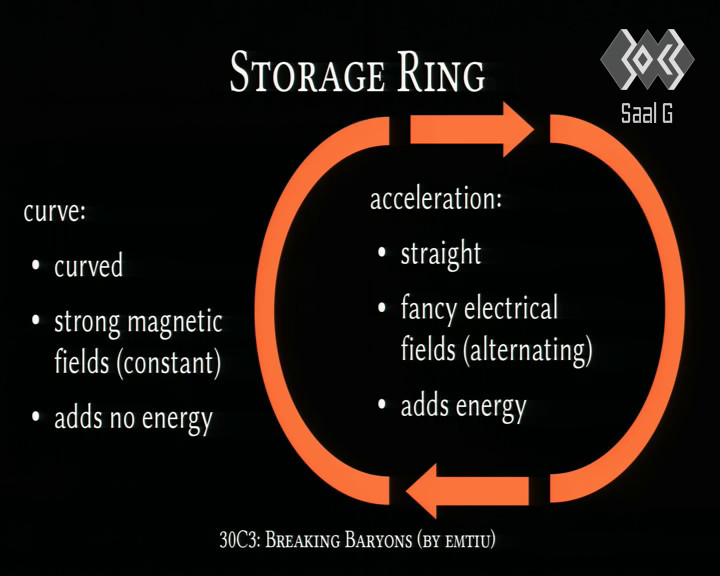 Storage Ring
30C3
Saal G
curve:
• curved
• strong magnetic
fields (constant)
• adds no energy
acceleration:
• straight
• fancy electrical
fields (alternating)
• adds energy
30C3: Breaking Baryons (by emtiu)